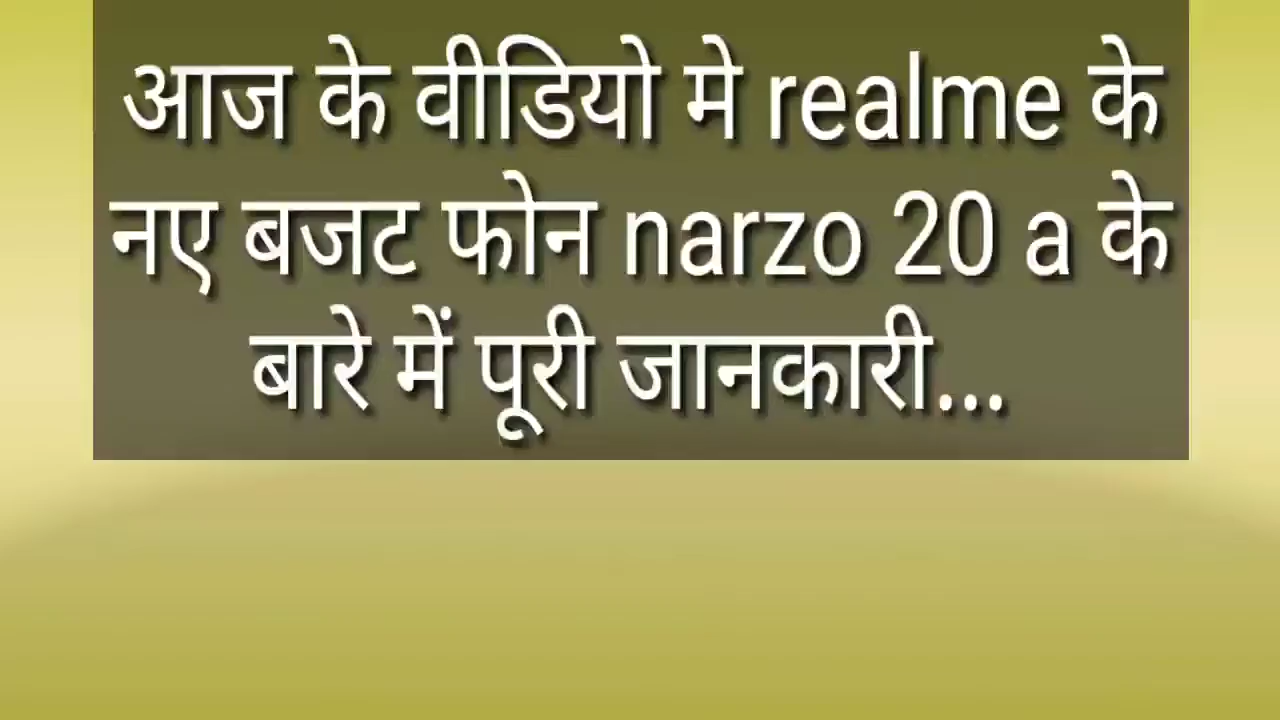 आज के वीडियो मे realme के
नए बजट फोन narzo 20 a के
बारे में पूरी जानकारी...